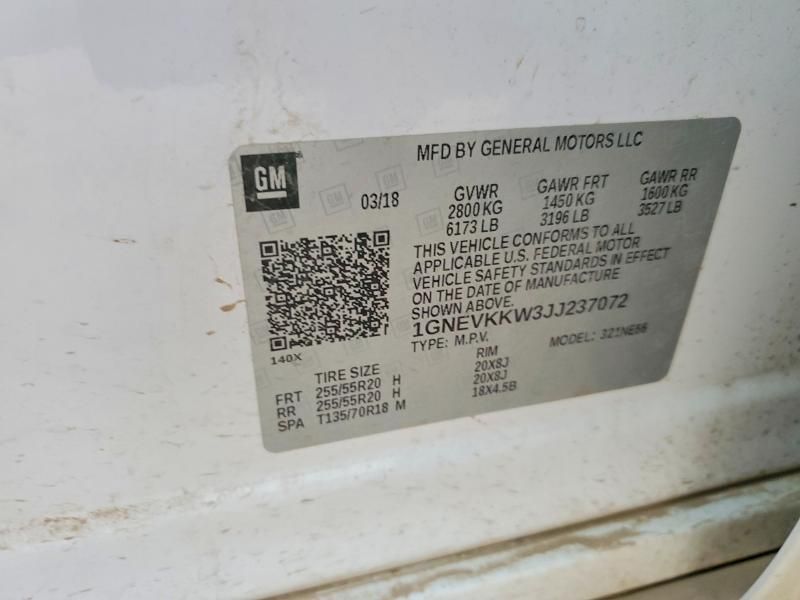 GM
MFD BY GENERAL MOTORS LLC
03/18
GVWR GAWR FRT GAWR RR
2800 KG 1450 KG 1600 KG
6173 LB 3196 LB 3527 LB
THIS VEHICLE CONFORMS TO ALL
APPLICABLE U.S. FEDERAL MOTOR
VEHICLE SAFETY STANDARDS IN EFFECT
ON THE DATE OF MANUFACTURE
SHOWN ABOVE.
1GNEVKKW3JJ237072
140X
TYPE: M.P.V. MODEL: 321NE56
TIRE SIZE RIM
FRT 255/55R20 H 20X8J
RR 255/55R20 H 20X8J
SPA T135/70R18 M 18X4.5B